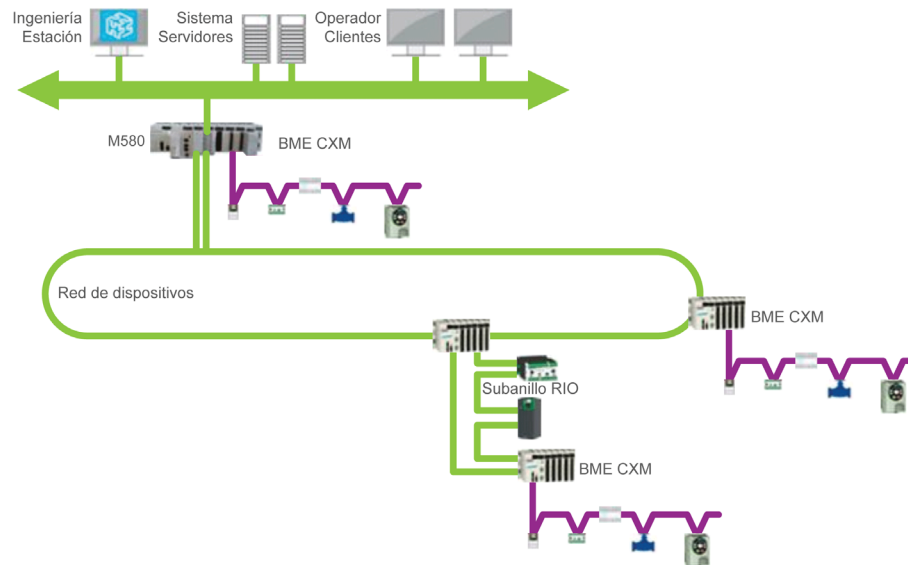 Ingeniería
Estación
Sistema
Servidores
Operador
Clientes
M580
BME CXM
Red de dispositivos
BME CXM
Subanillo RIO
BME CXM